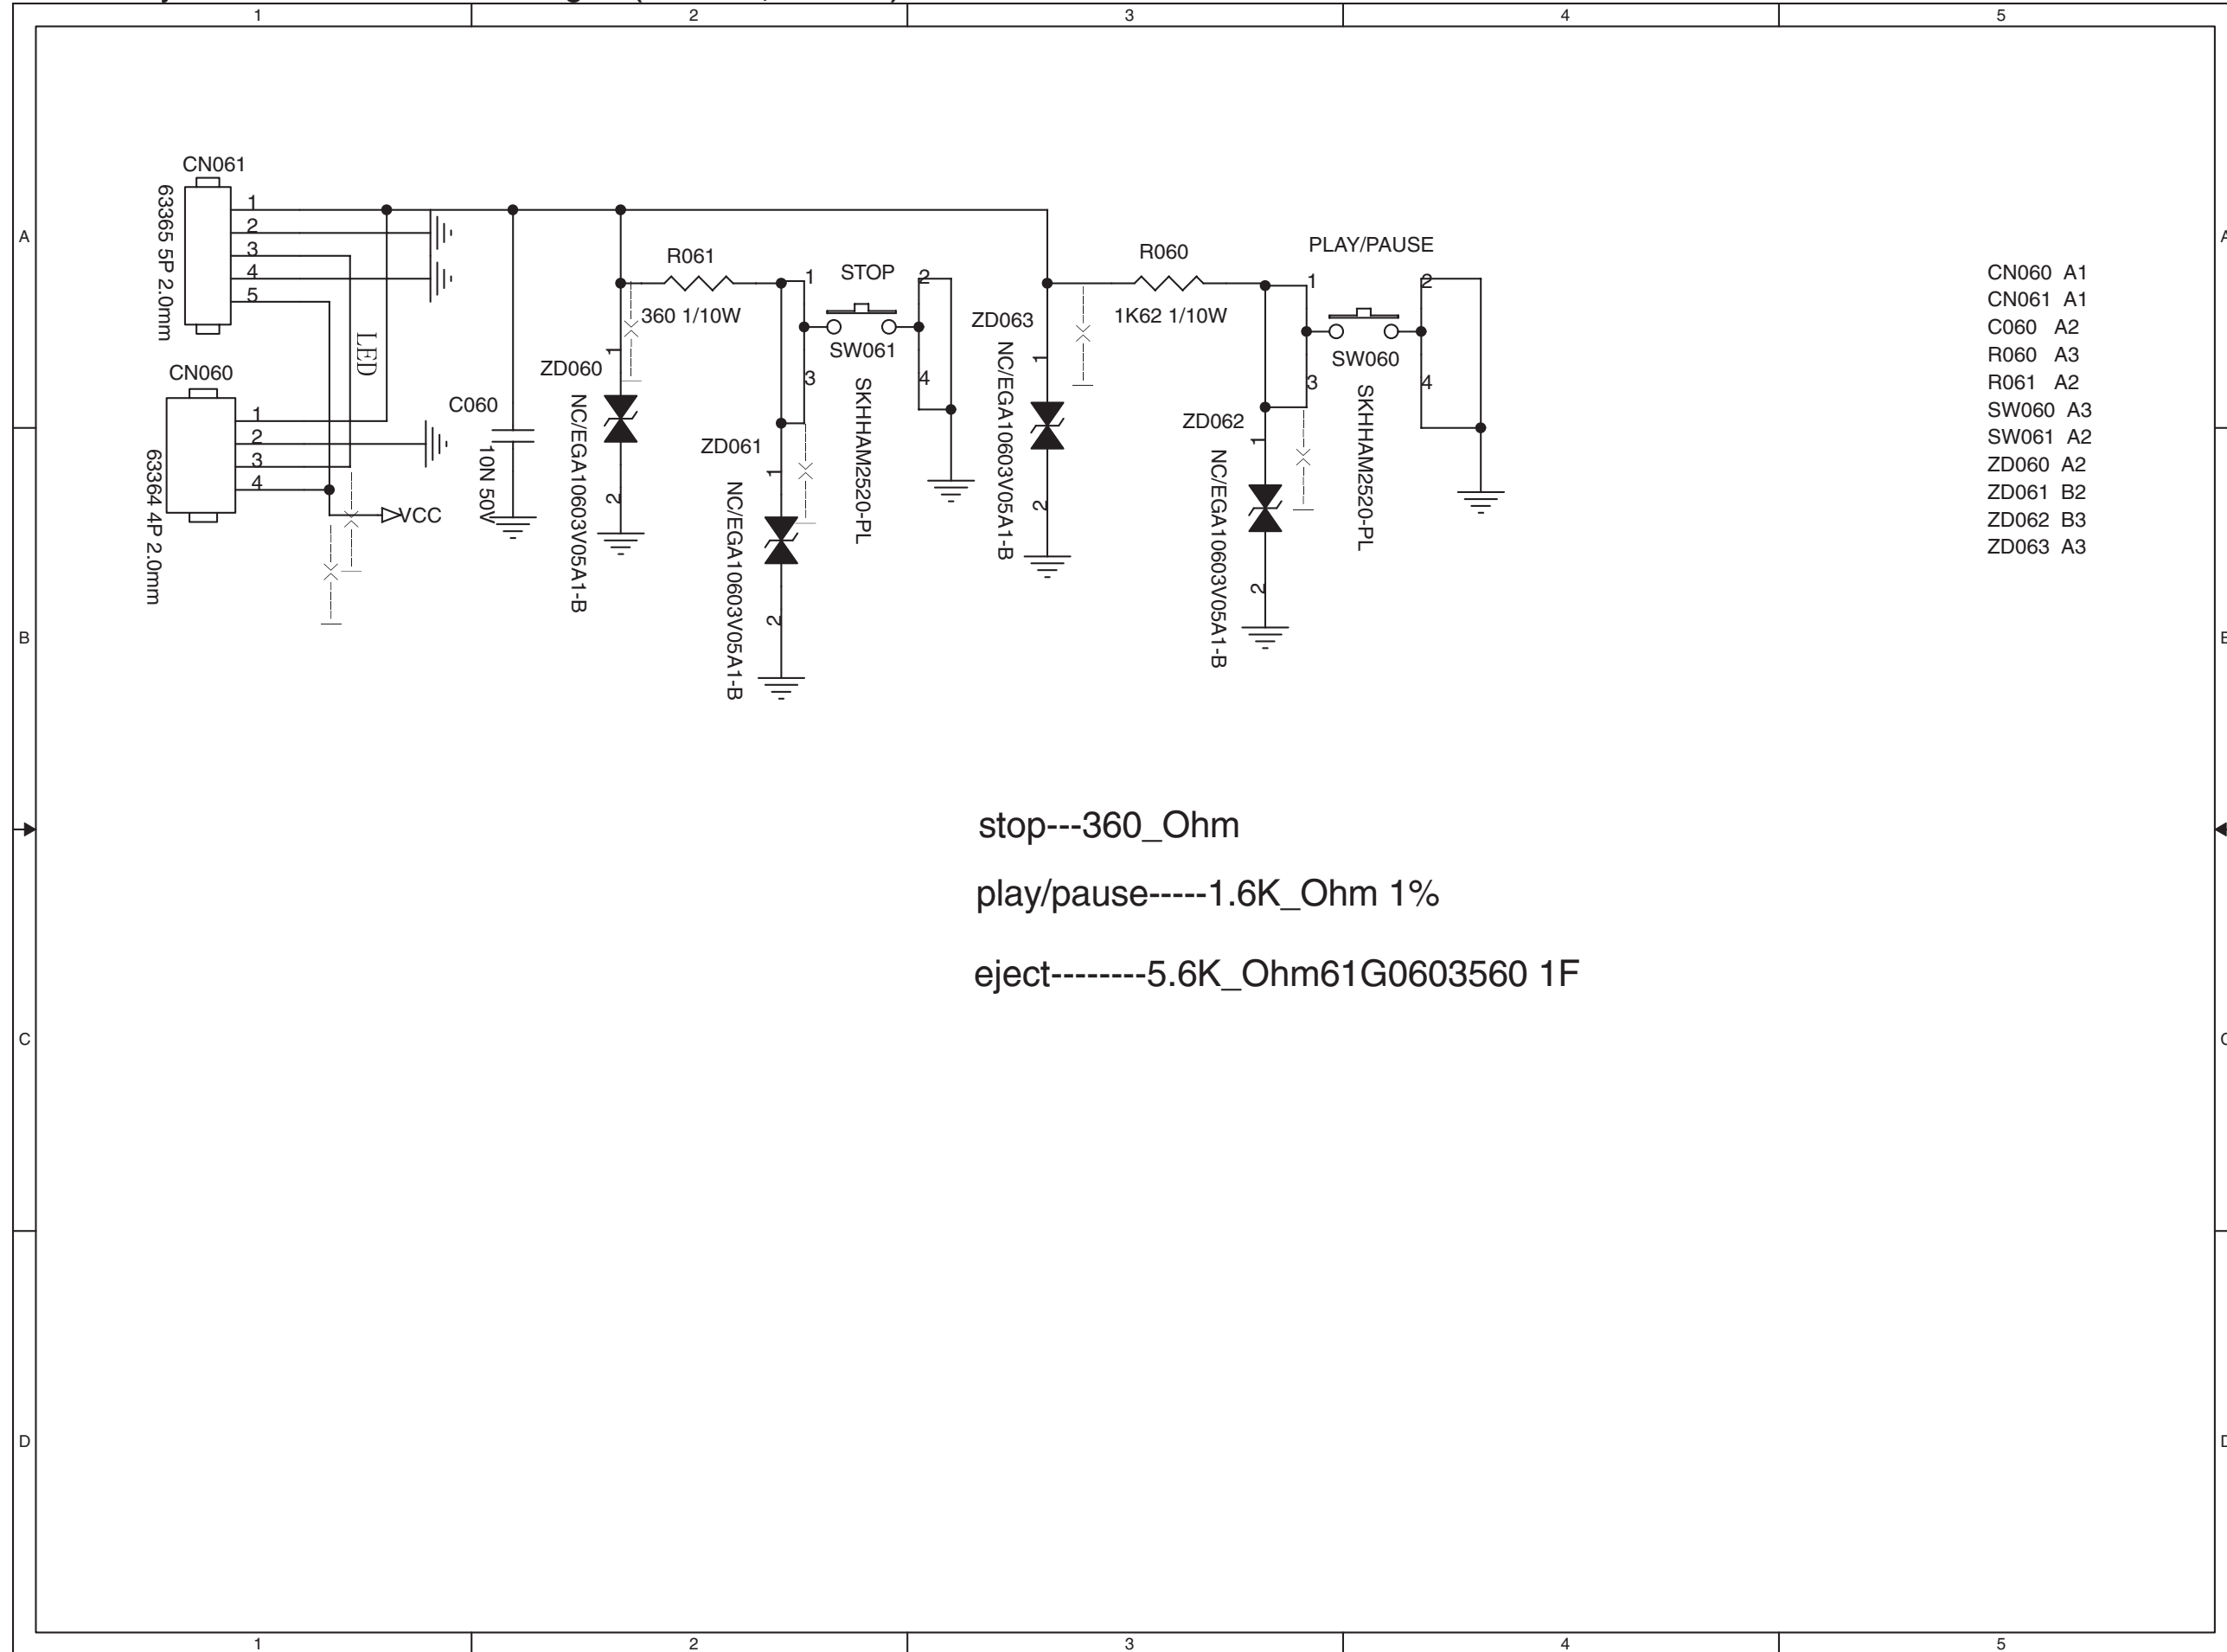 1 2 3 4 5
A A
CN061
63365 5P 2.0mm
1
2
3
4
5
LED
CN060
63364 4P 2.0mm
1
2
3
4
VCC
C060
10N 50V
R061
360 1/10W
ZD060
1
2
NC/EGA10603V05A1-B
ZD061
1
2
NC/EGA10603V05A1-B
1 STOP 2
SW061
3 4
SKHHAM2520-PL
ZD063
1
2
NC/EGA10603V05A1-B
R060
1K62 1/10W
ZD062
1
2
NC/EGA10603V05A1-B
PLAY/PAUSE
1 2
SW060
3 4
SKHHAM2520-PL
CN060 A1
CN061 A1
C060 A2
R060 A3
R061 A2
SW060 A3
SW061 A2
ZD060 A2
ZD061 B2
ZD062 B3
ZD063 A3
B B
stop---360_Ohm
play/pause-----1.6K_Ohm 1%
eject--------5.6K_Ohm61G0603560 1F
C C
D D
1 2 3 4 5